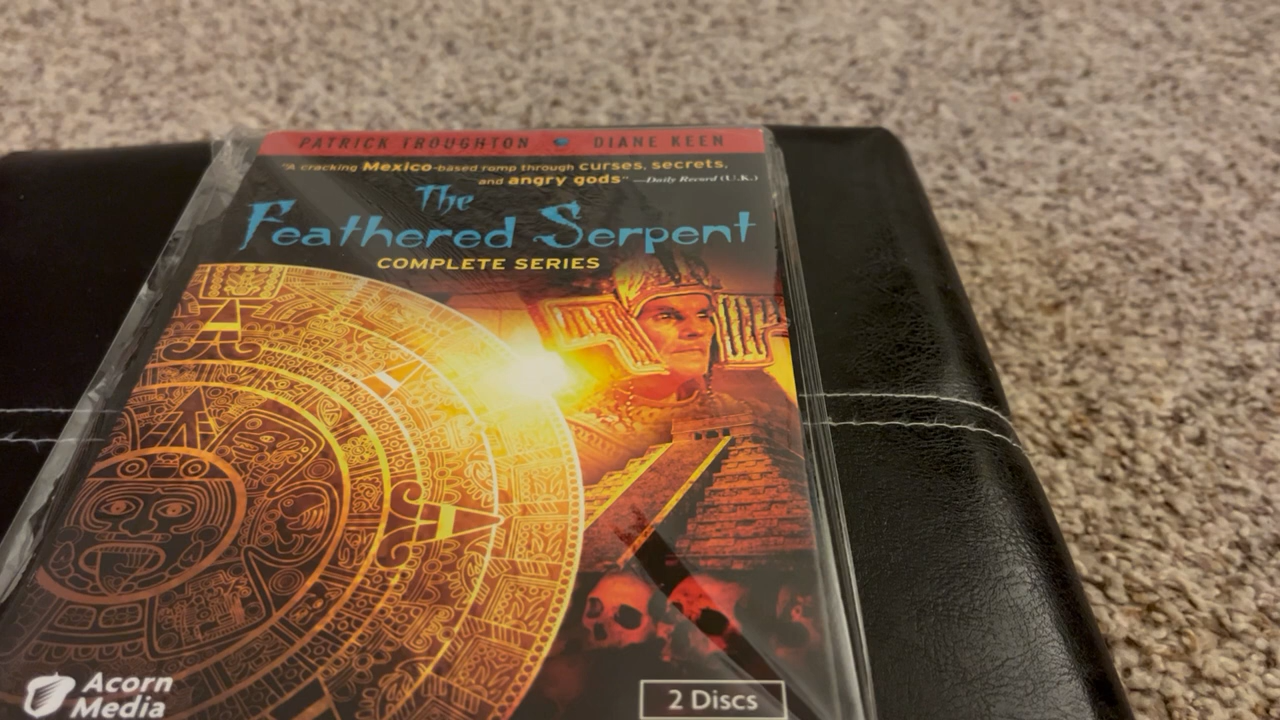 PATRICK TROUGHTON • DIANE KEEN
"A cracking Mexico-based romp through curses, secrets,
and angry gods" —Daily Record (U.K.)
The
Feathered Serpent
COMPLETE SERIES
Acorn
Media
2 Discs